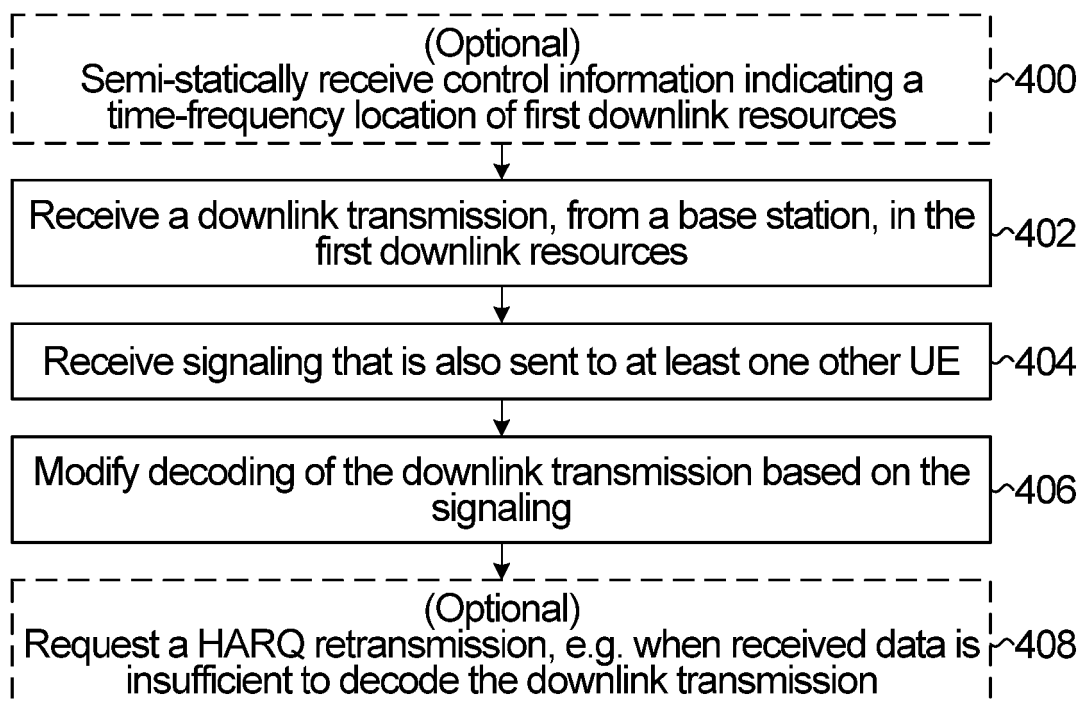 (Optional)
Semi-statically receive control information indicating a
time-frequency location of first downlink resources
400
Receive a downlink transmission, from a base station, in the
first downlink resources
402
Receive signaling that is also sent to at least one other UE
404
Modify decoding of the downlink transmission based on the
signaling
406
(Optional)
Request a HARQ retransmission, e.g. when received data is
insufficient to decode the downlink transmission
408